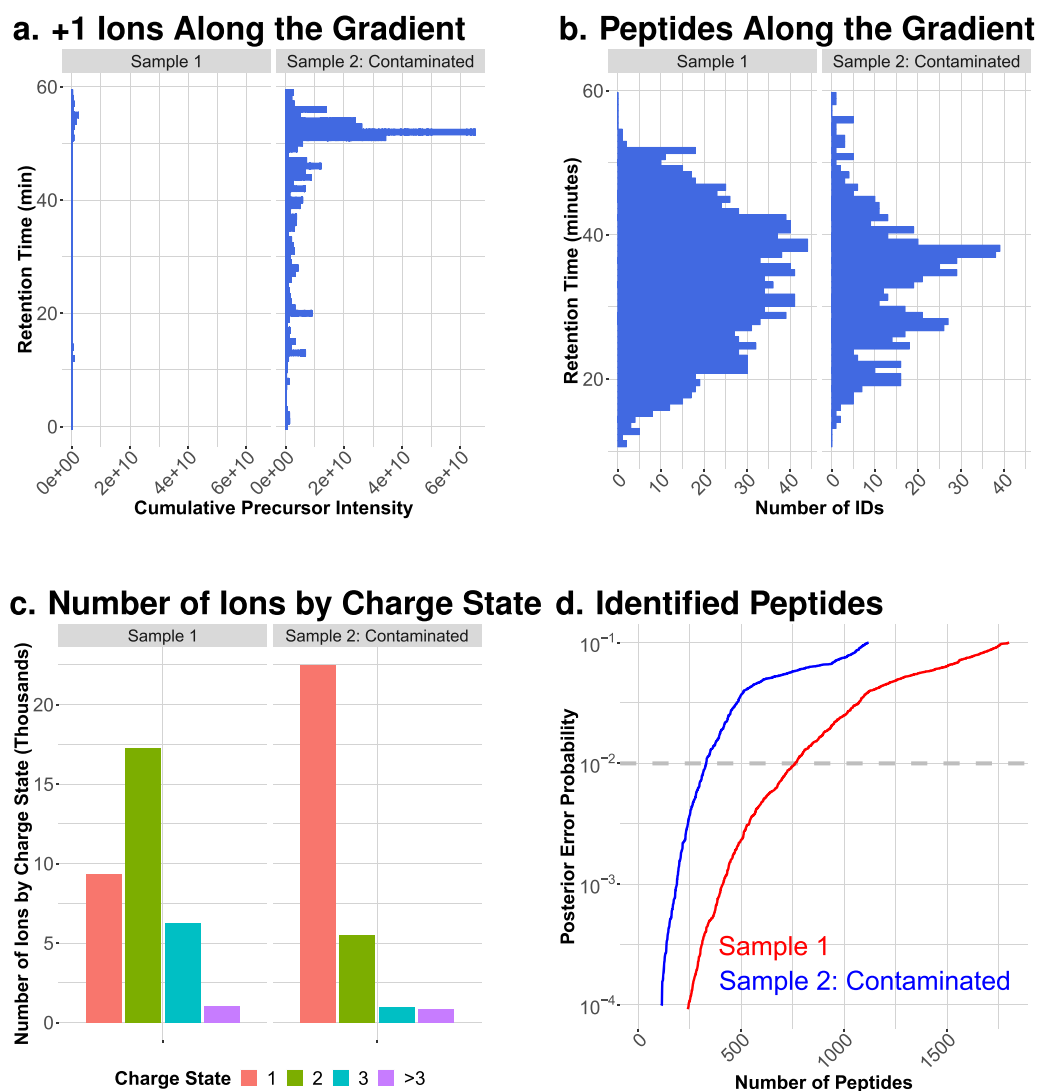 a. +1 Ions Along the Gradient
Sample 1
Sample 2: Contaminated
60
40
20
0
Retention Time (min)
0e+00
2e+10
4e+10
6e+10
0e+00
2e+10
4e+10
6e+10
Cumulative Precursor Intensity
b. Peptides Along the Gradient
Sample 1
Sample 2: Contaminated
60
40
20
Retention Time (minutes)
0
10
20
30
40
0
10
20
30
40
Number of IDs
c. Number of Ions by Charge State
Sample 1
Sample 2: Contaminated
20
15
10
5
0
Number of Ions by Charge State (Thousands)
Charge State 1 2 3 >3
d. Identified Peptides
10⁻¹
10⁻²
10⁻³
10⁻⁴
Posterior Error Probability
Sample 1
Sample 2: Contaminated
0
500
1000
1500
Number of Peptides